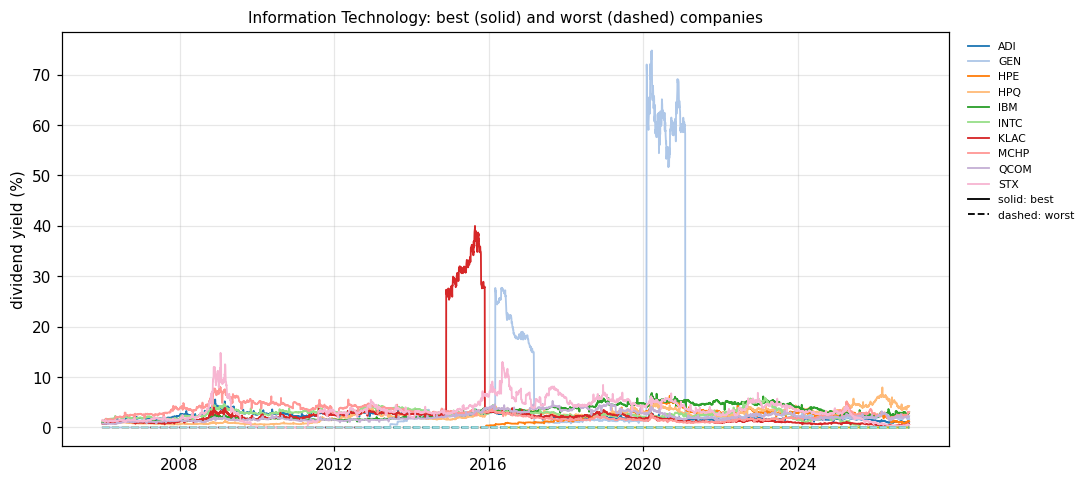 Information Technology: best (solid) and worst (dashed) companies
dividend yield (%)
70
60
50
40
30
20
10
0
2008
2012
2016
2020
2024
ADI
GEN
HPE
HPQ
IBM
INTC
KLAC
MCHP
QCOM
STX
solid: best
dashed: worst